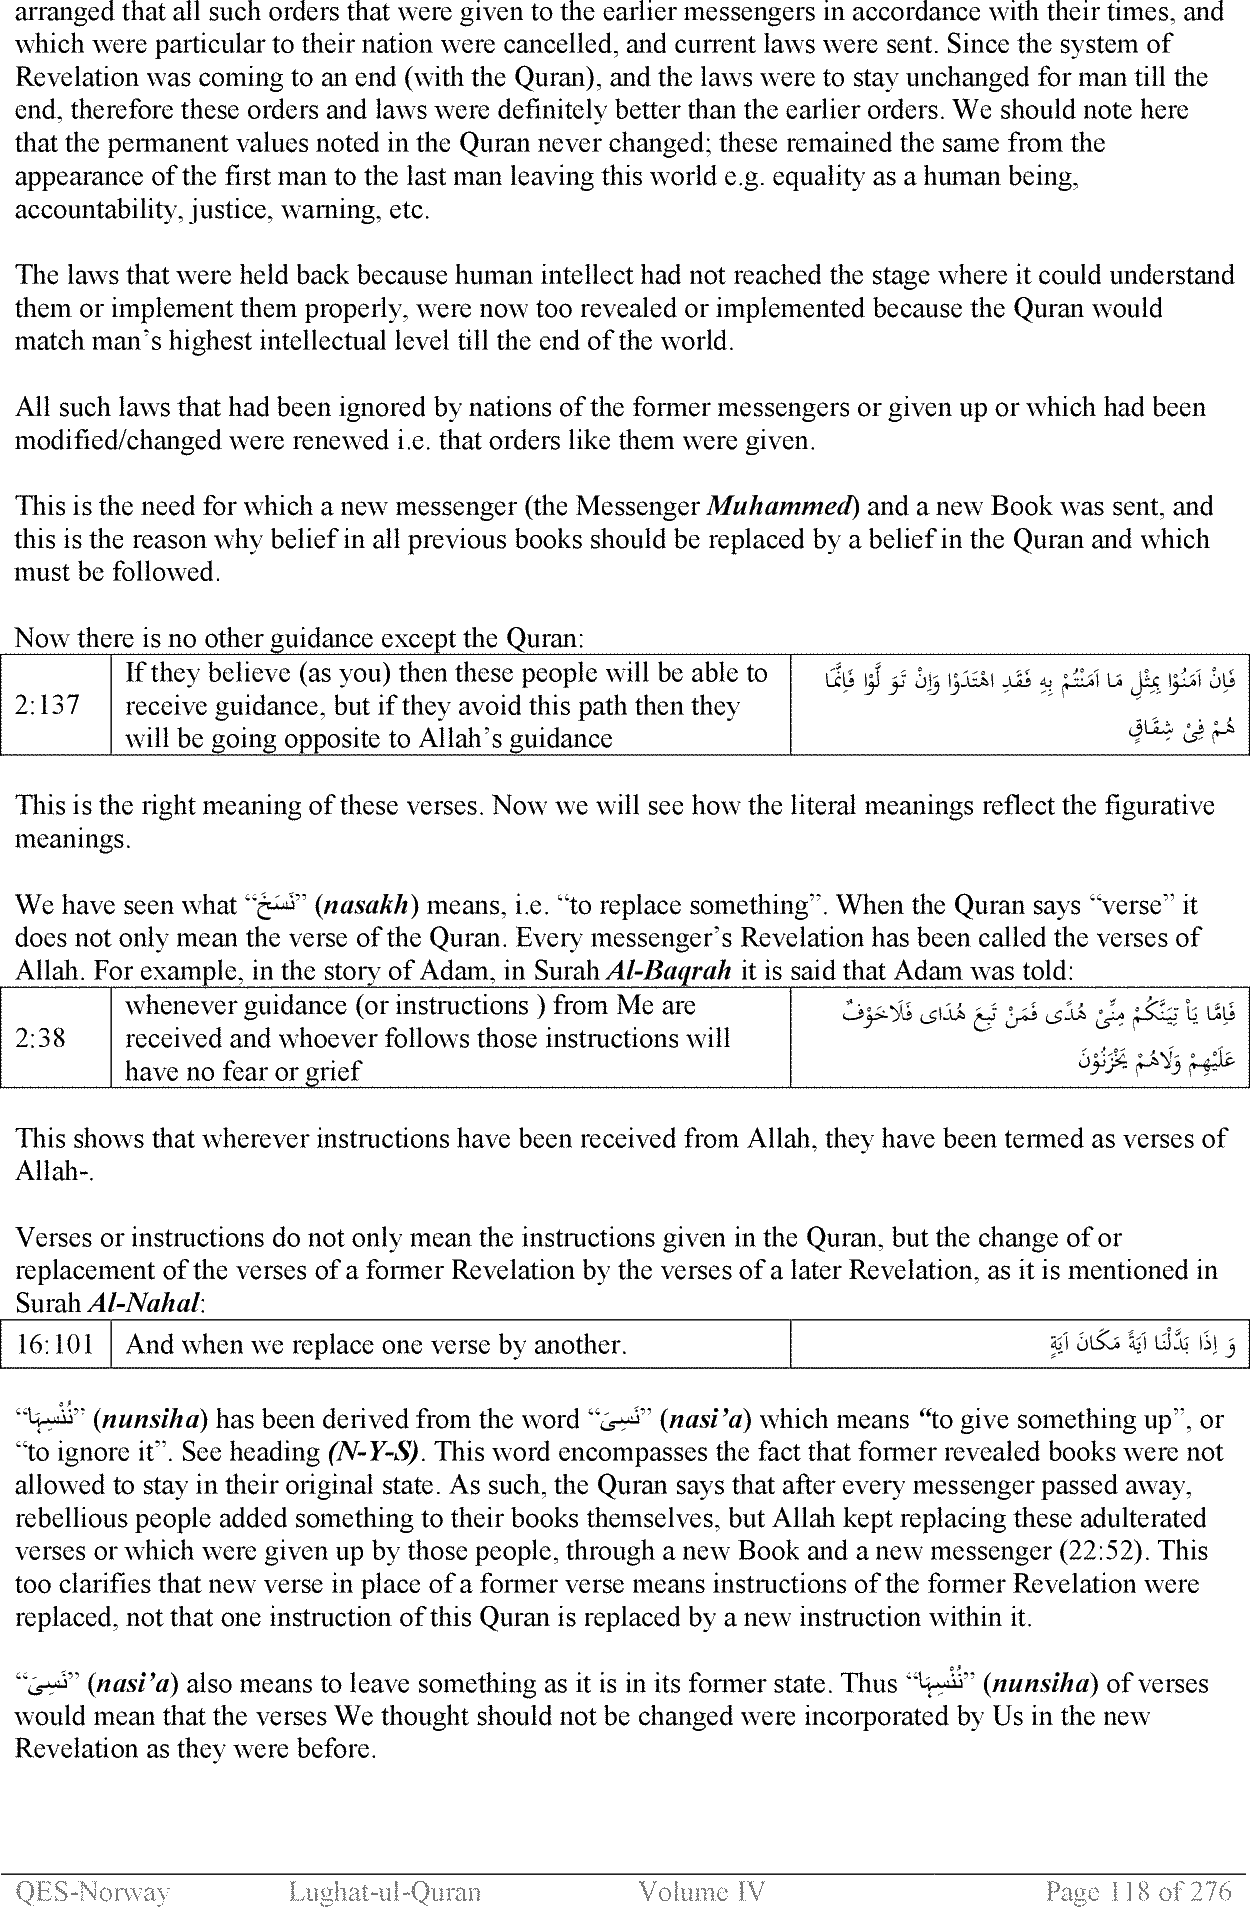 arranged that all such orders that were given to the earlier messengers in accordance with their times, and
which were particular to their nation were cancelled, and current laws were sent. Since the system of
Revelation was coming to an end (with the Quran), and the laws were to stay unchanged for man till the
end, therefore these orders and laws were definitely better than the earlier orders. We should note here
that the permanent values noted in the Quran never changed; these remained the same from the
appearance of the first man to the last man leaving this world e.g. equality as a human being,
accountability, justice, warning, etc.
The laws that were held back because human intellect had not reached the stage where it could understand
them or implement them properly, were now too revealed or implemented because the Quran would
match man’s highest intellectual level till the end of the world.
All such laws that had been ignored by nations of the former messengers or given up or which had been
modified/changed were renewed i.e. that orders like them were given.
This is the need for which a new messenger (the Messenger Muhammed) and a new Book was sent, and
this is the reason why belief in all previous books should be replaced by a belief in the Quran and which
must be followed.
Now there is no other guidance except the Quran:
2:137
If they believe (as you) then these people will be able to
receive guidance, but if they avoid this path then they
will be going opposite to Allah’s guidance
فَاِنْ اٰمَنُوْا بِمِثْلِ مَا اٰمَنْتُمْ بِهٖ فَقَدِ اهْتَدَوْا وَاِنْ تَوَ لَّوْا فَاِنَّمَا
هُمْ فِىْ شِقَاقٍ
This is the right meaning of these verses. Now we will see how the literal meanings reflect the figurative
meanings.
We have seen what “نَسَخَ” (nasakh) means, i.e. “to replace something”. When the Quran says “verse” it
does not only mean the verse of the Quran. Every messenger’s Revelation has been called the verses of
Allah. For example, in the story of Adam, in Surah Al-Baqrah it is said that Adam was told:
2:38
whenever guidance (or instructions ) from Me are
received and whoever follows those instructions will
have no fear or grief
فَاِمَّا يَاْ تِيَنَّكُمْ مِنِّىْ هُدًى فَمَنْ تَبِعَ هُدَاىَ فَلَاخَوْفٌ
عَلَيْهِمْ وَلَاهُمْ يَحْزَنُوْنَ
This shows that wherever instructions have been received from Allah, they have been termed as verses of
Allah-.
Verses or instructions do not only mean the instructions given in the Quran, but the change of or
replacement of the verses of a former Revelation by the verses of a later Revelation, as it is mentioned in
Surah Al-Nahal:
16:101
And when we replace one verse by another.
وَ اِذَا بَدَّلْنَا اٰيَةً مَكَانَ اٰيَةٍ
“نُنْسِہَا” (nunsiha) has been derived from the word “نَسِیَ” (nasi’a) which means “to give something up”, or
“to ignore it”. See heading (N-Y-S). This word encompasses the fact that former revealed books were not
allowed to stay in their original state. As such, the Quran says that after every messenger passed away,
rebellious people added something to their books themselves, but Allah kept replacing these adulterated
verses or which were given up by those people, through a new Book and a new messenger (22:52). This
too clarifies that new verse in place of a former verse means instructions of the former Revelation were
replaced, not that one instruction of this Quran is replaced by a new instruction within it.
“نَسِیَ” (nasi’a) also means to leave something as it is in its former state. Thus “نُنْسِہَا” (nunsiha) of verses
would mean that the verses We thought should not be changed were incorporated by Us in the new
Revelation as they were before.
QES-Norway Lughat-ul-Quran Volume IV Page 118 of 276